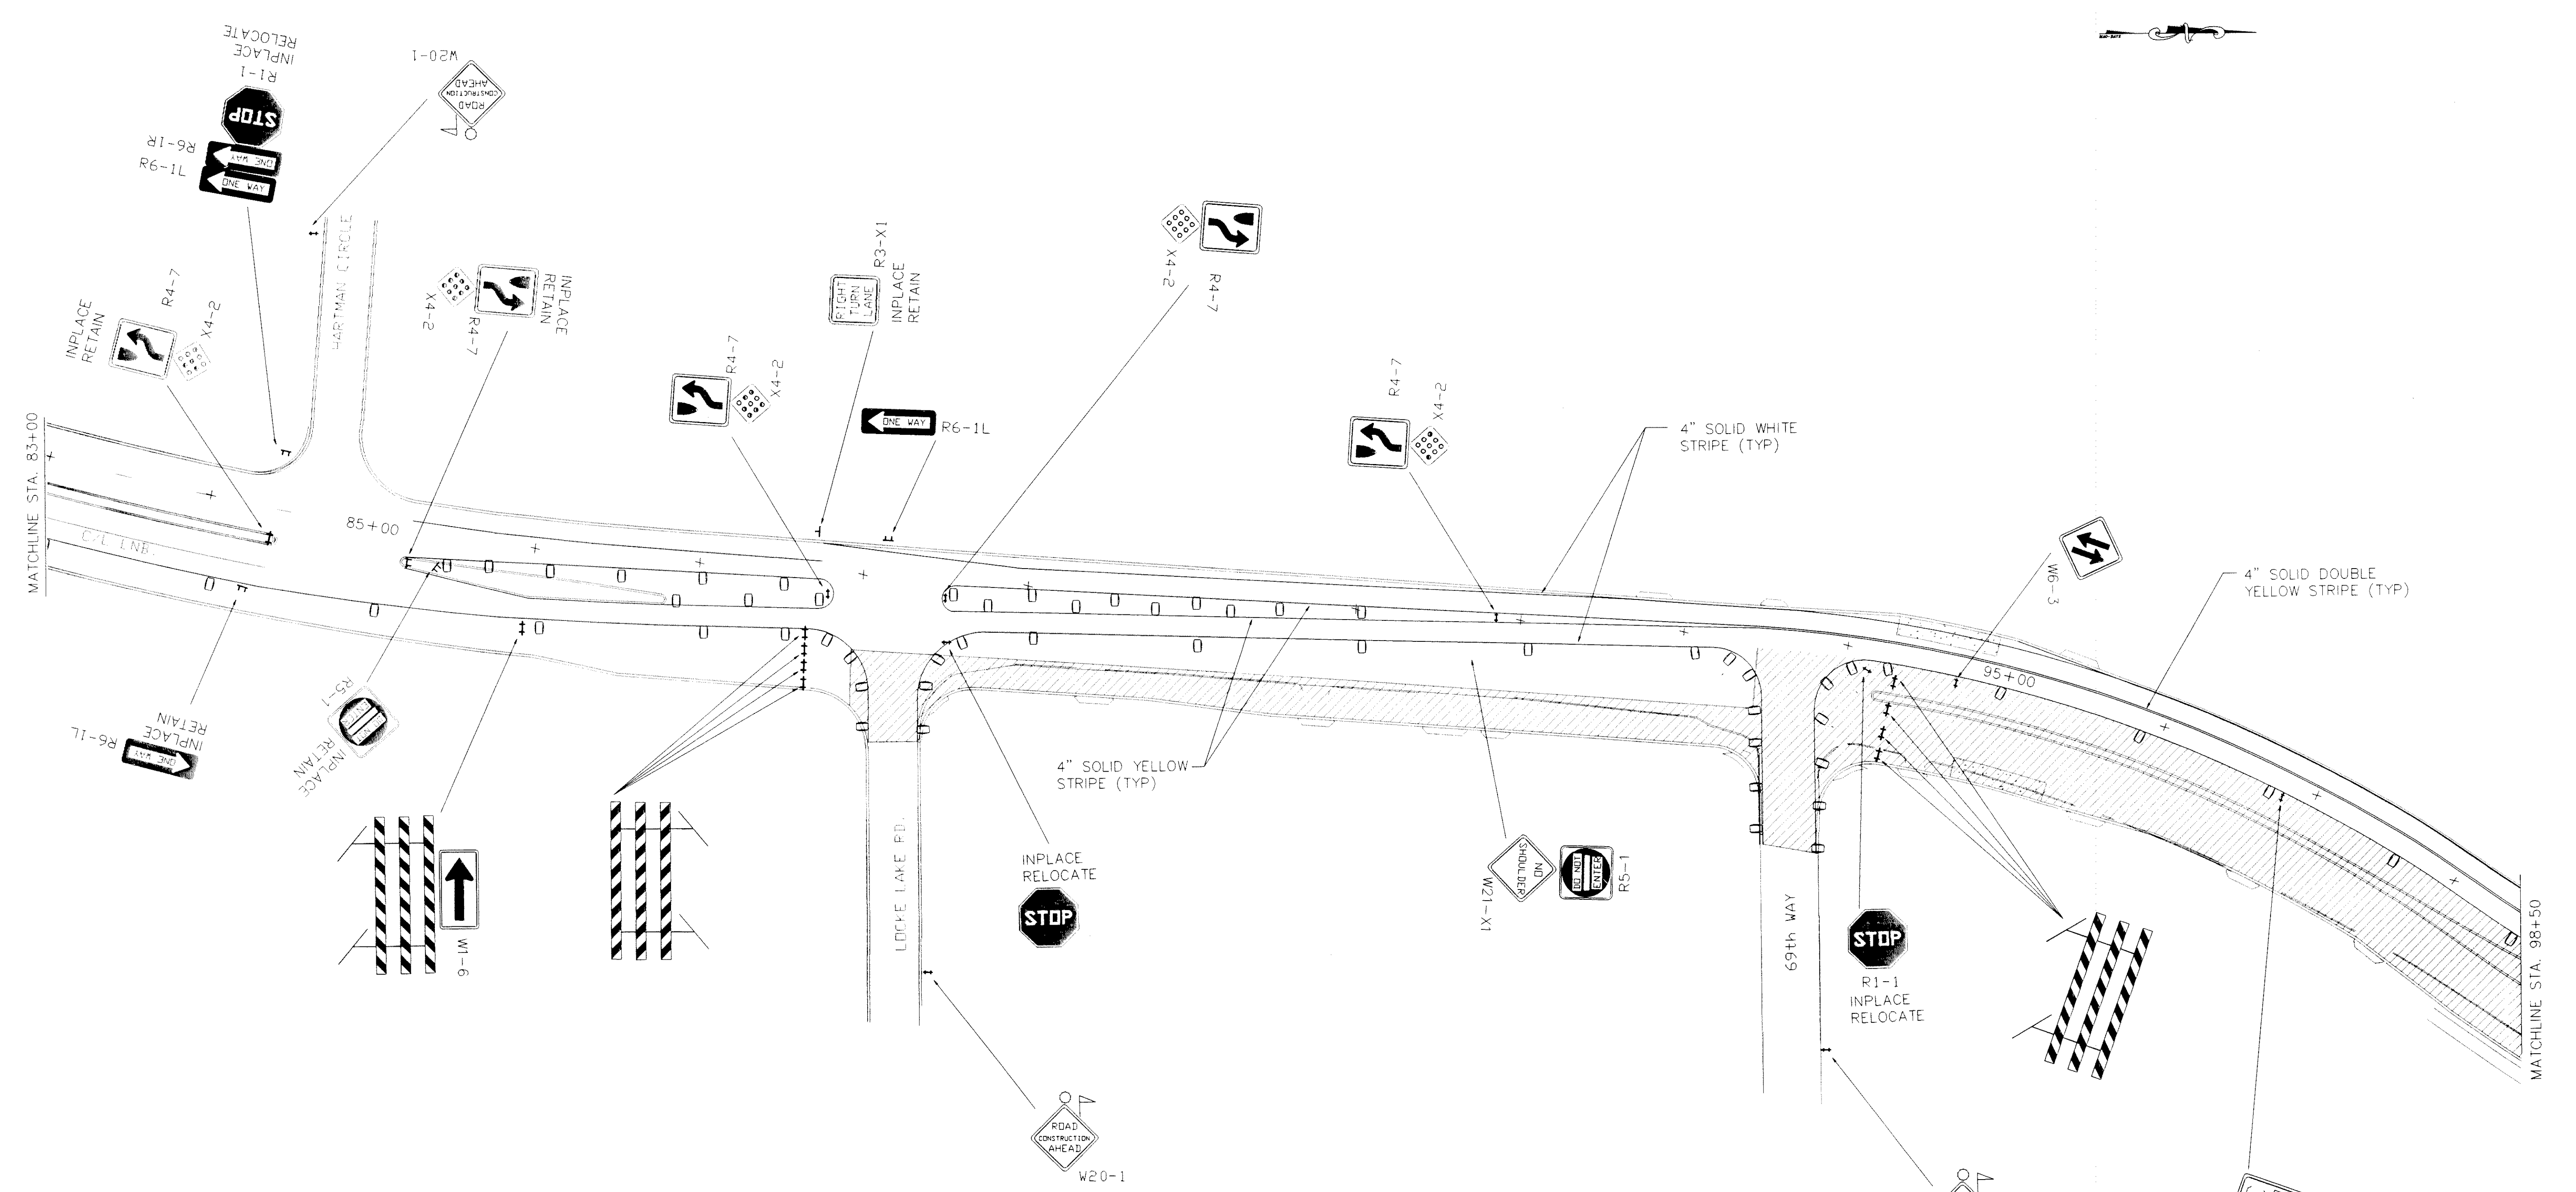 INPLACE
RELOCATE
R1-1
STOP
R6-1R
ONE WAY
R6-1L
ONE WAY
W20-1
ROAD
CONSTRUCTION
AHEAD
HARTMAN CIRCLE
INPLACE
RETAIN
R4-7
X4-2
INPLACE
RETAIN
R4-7
X4-2
R4-7
X4-2
RIGHT
TURN
LANE
R3-X1
INPLACE
RETAIN
ONE WAY
R6-1L
X4-2
R4-7
R4-7
X4-2
4" SOLID WHITE
STRIPE (TYP)
W6-3
4" SOLID DOUBLE
YELLOW STRIPE (TYP)
MATCHLINE STA. 83+00
C/L LNB.
85+00
95+00
MATCHLINE STA. 98+50
R6-1L
INPLACE
RETAIN
ONE WAY
R5-1
INPLACE
RETAIN
W1-6
4" SOLID YELLOW
STRIPE (TYP)
LOCKE LAKE RD.
INPLACE
RELOCATE
STOP
NO
SHOULDER
W21-X1
DO NOT
ENTER
R5-1
69th WAY
STOP
R1-1
INPLACE
RELOCATE
ROAD
CONSTRUCTION
AHEAD
W20-1